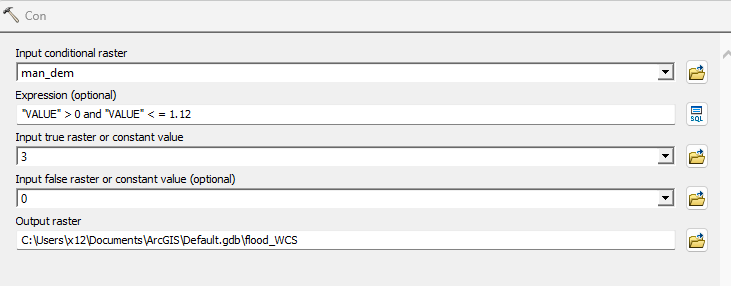 Con
Input conditional raster
man_dem
Expression (optional)
"VALUE" > 0 and "VALUE" < = 1.12
SQL
Input true raster or constant value
3
Input false raster or constant value (optional)
0
Output raster
C:\Users\x12\Documents\ArcGIS\Default.gdb\flood_WCS